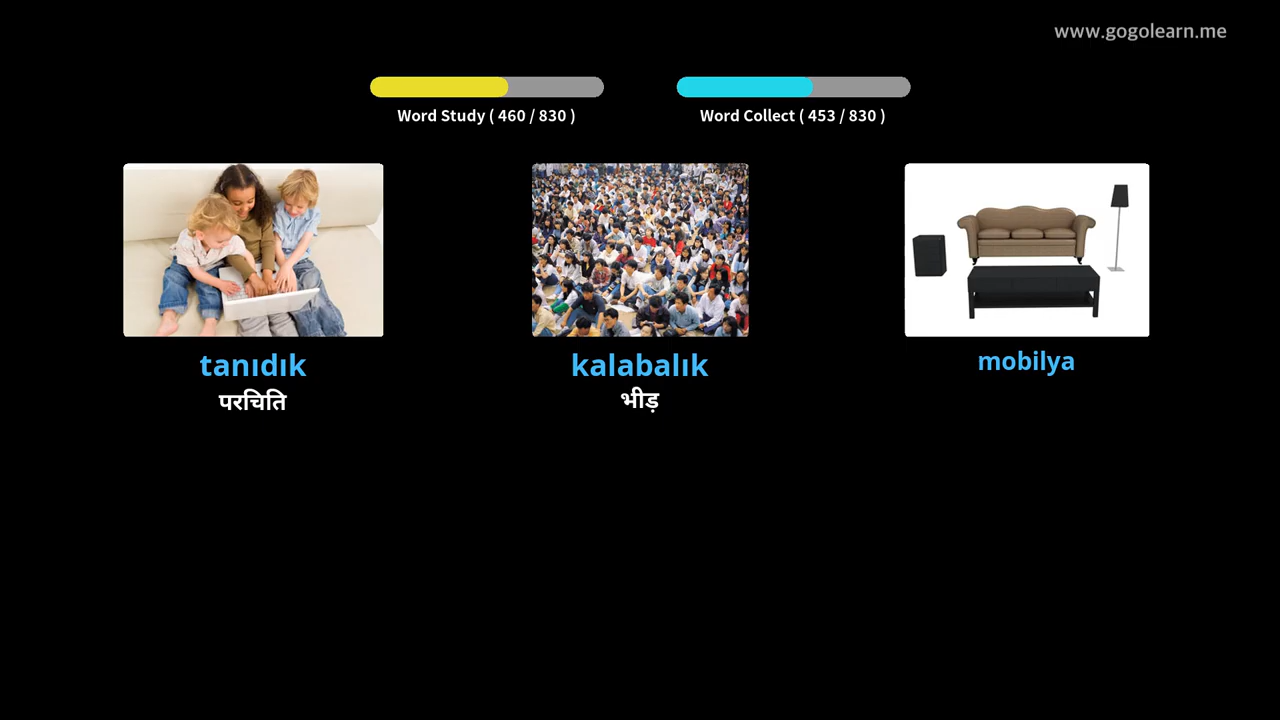 www.gogolearn.me
Word Study ( 460 / 830 )
Word Collect ( 453 / 830 )
tanıdık
kalabalık
mobilya
परचिति
भीड़